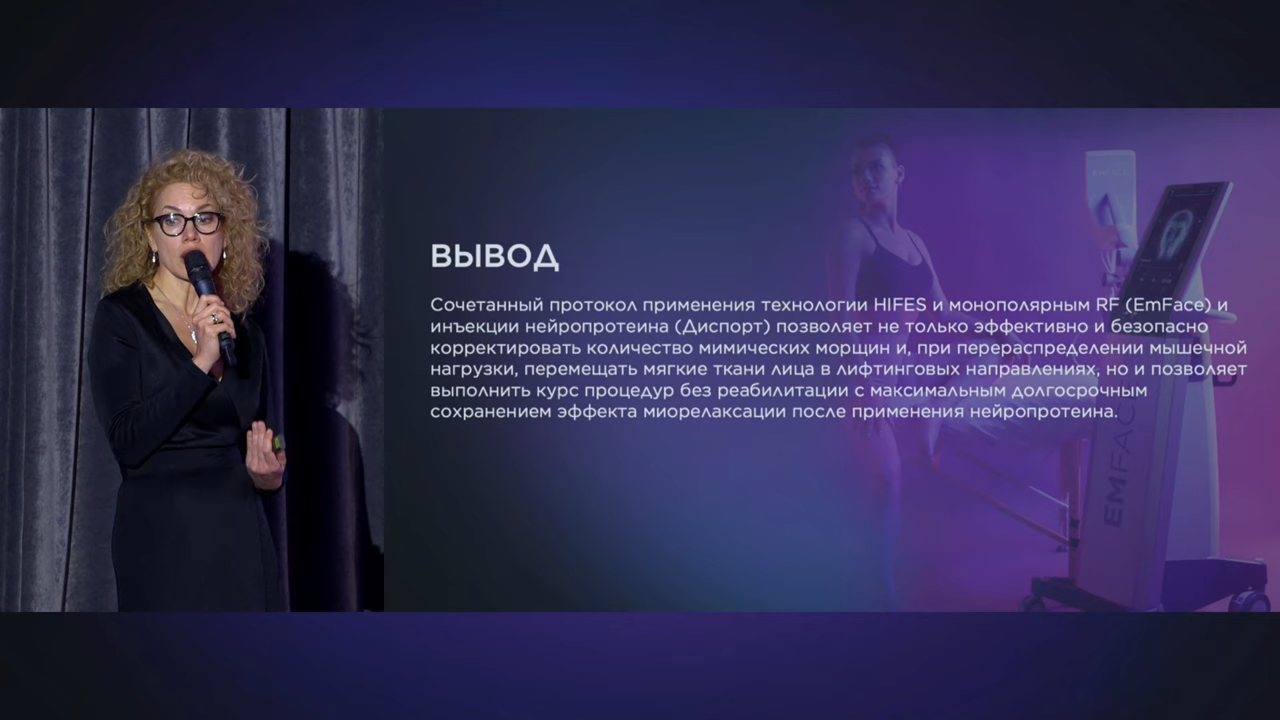 ВЫВОД
Сочетанный протокол применения технологии HIFES и монополярным RF (EmFace) и
инъекции нейропротеина (Диспорт) позволяет не только эффективно и безопасно
корректировать количество мимических морщин и, при перераспределении мышечной
нагрузки, перемещать мягкие ткани лица в лифтинговых направлениях, но и позволяет
выполнить курс процедур без реабилитации с максимальным долгосрочным
сохранением эффекта миорелаксации после применения нейропротеина.
EMFACE